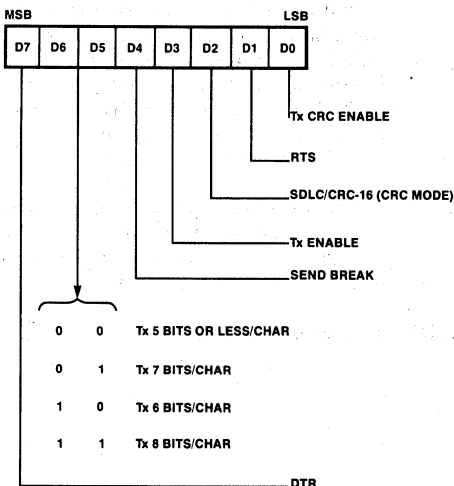 MSB LSB
D7 D6 D5 D4 D3 D2 D1 D0
Tx CRC ENABLE
RTS
SDLC/CRC-16 (CRC MODE)
Tx ENABLE
SEND BREAK
0 0 Tx 5 BITS OR LESS/CHAR
0 1 Tx 7 BITS/CHAR
1 0 Tx 6 BITS/CHAR
1 1 Tx 8 BITS/CHAR
DTR